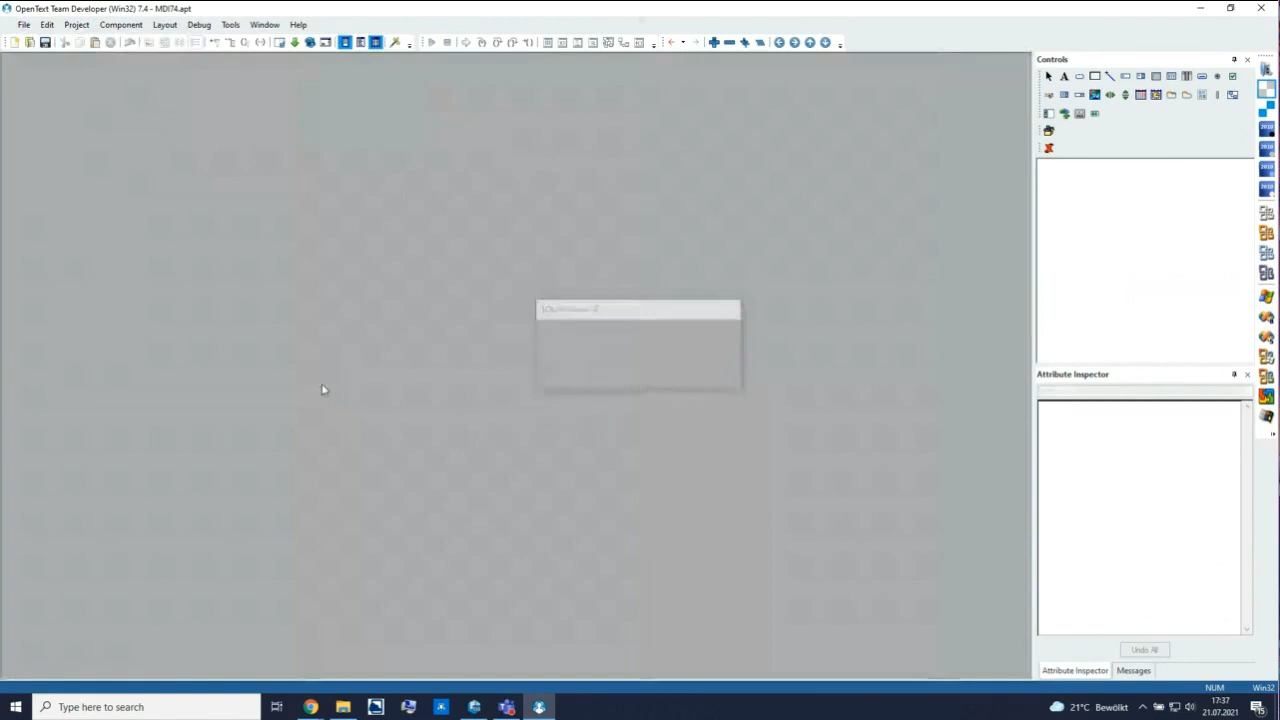 OpenText Team Developer (Win32) 7.4 - MDI74.apt
File Edit Project Component Layout Debug Tools Window Help
Controls
Attribute Inspector
Undo All
Attribute Inspector Messages
NUM Win32
Type here to search
21°C Bewölkt
17:37
21.07.2021